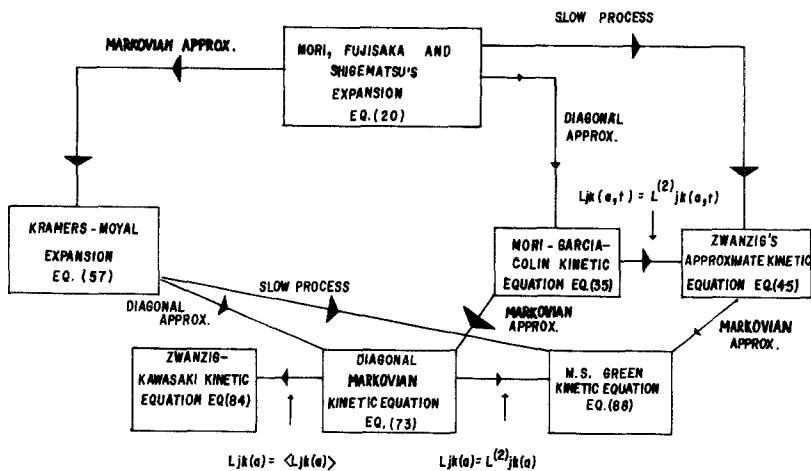 SLOW PROCESS
MARKOVIAN APPROX.
MORI, FUJISAKA AND
SHIGEMATSU'S
EXPANSION
EQ.(20)
DIAGONAL
APPROX.
Ljk(a,t) = L(2)jk(a,t)
KRAMERS-MOYAL
EXPANSION
EQ. (57)
MORI-GARCIA-
COLIN KINETIC
EQUATION EQ.(35)
ZWANZIG'S
APPROXIMATE KINETIC
EQUATION EQ.(45)
SLOW PROCESS
DIAGONAL
APPROX.
MARKOVIAN
APPROX.
MARKOVIAN
APPROX.
ZWANZIG-
KAWASAKI KINETIC
EQUATION EQ(84)
DIAGONAL
MARKOVIAN
KINETIC EQUATION
EQ.(73)
M.S. GREEN
KINETIC EQUATION
EQ.(88)
Ljk(a) = <Ljk(a)>
Ljk(a) = L(2)jk(a)